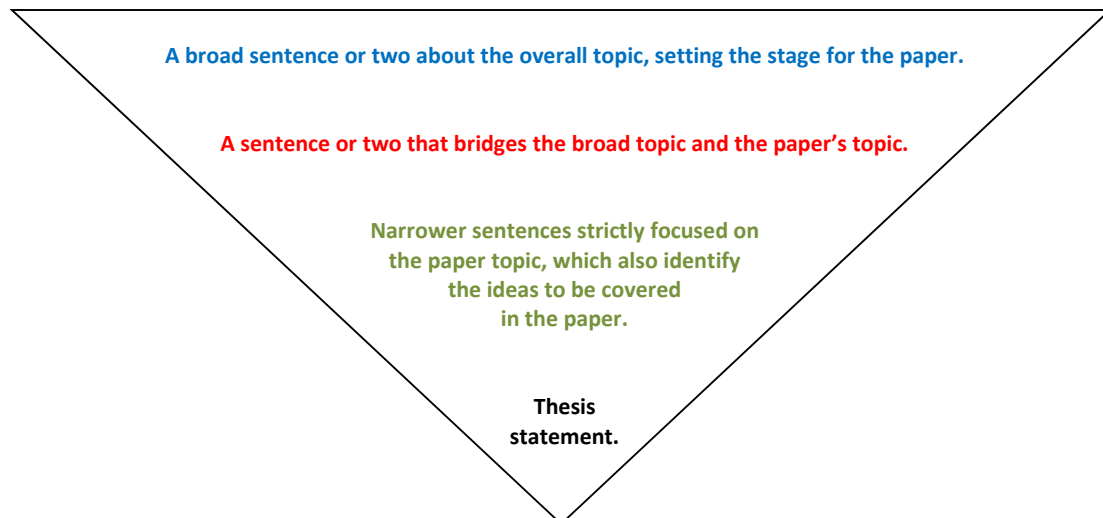 A broad sentence or two about the overall topic, setting the stage for the paper.
A sentence or two that bridges the broad topic and the paper’s topic.
Narrower sentences strictly focused on
the paper topic, which also identify
the ideas to be covered
in the paper.
Thesis
statement.